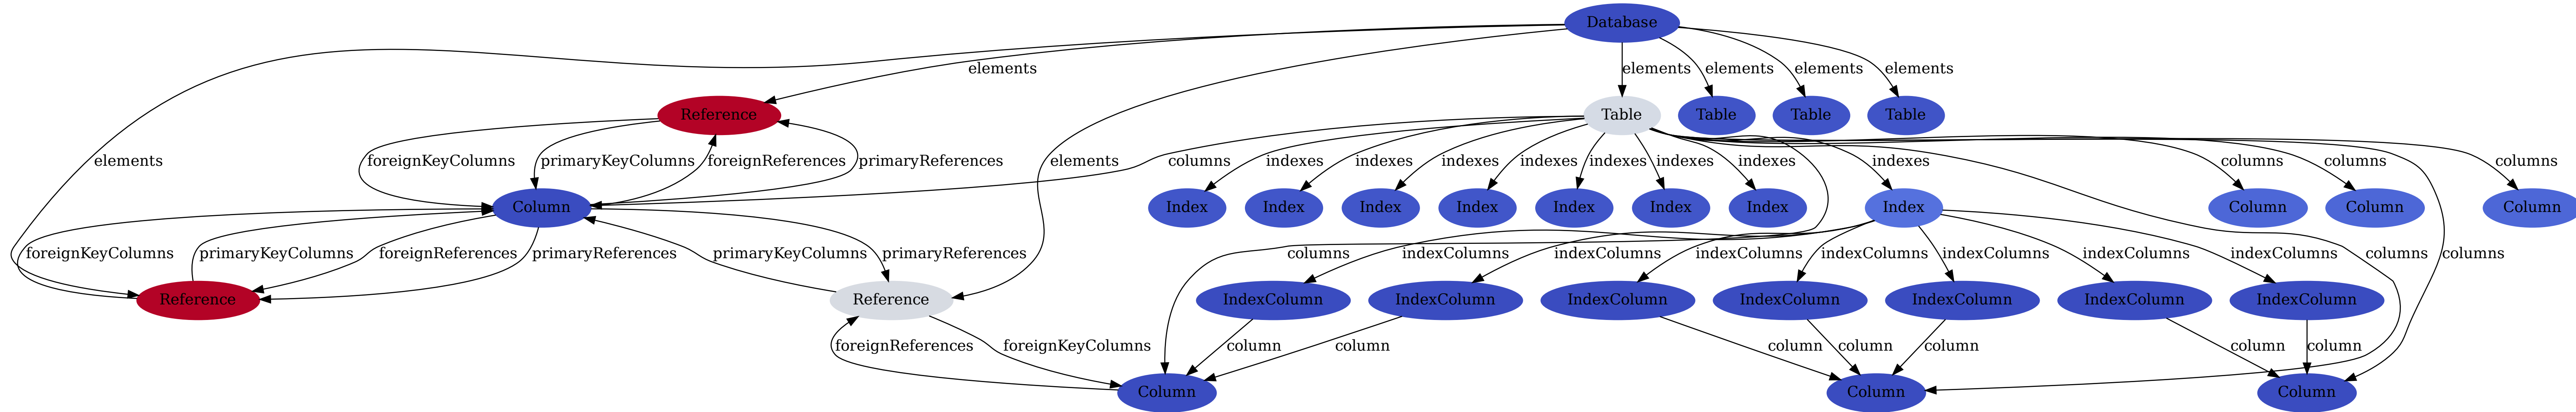 Database
elements elements elements elements elements
Reference Table Table Table Table
elements foreignKeyColumns primaryKeyColumns foreignReferences primaryReferences elements columns indexes indexes indexes indexes indexes indexes indexes indexes columns columns columns
Column Index Index Index Index Index Index Index Index Column Column Column
foreignKeyColumns primaryKeyColumns foreignReferences primaryReferences primaryKeyColumns primaryReferences columns indexColumns indexColumns indexColumns indexColumns indexColumns indexColumns indexColumns columns columns
Reference Reference IndexColumn IndexColumn IndexColumn IndexColumn IndexColumn IndexColumn IndexColumn
foreignReferences foreignKeyColumns column column column column column column column
Column Column Column